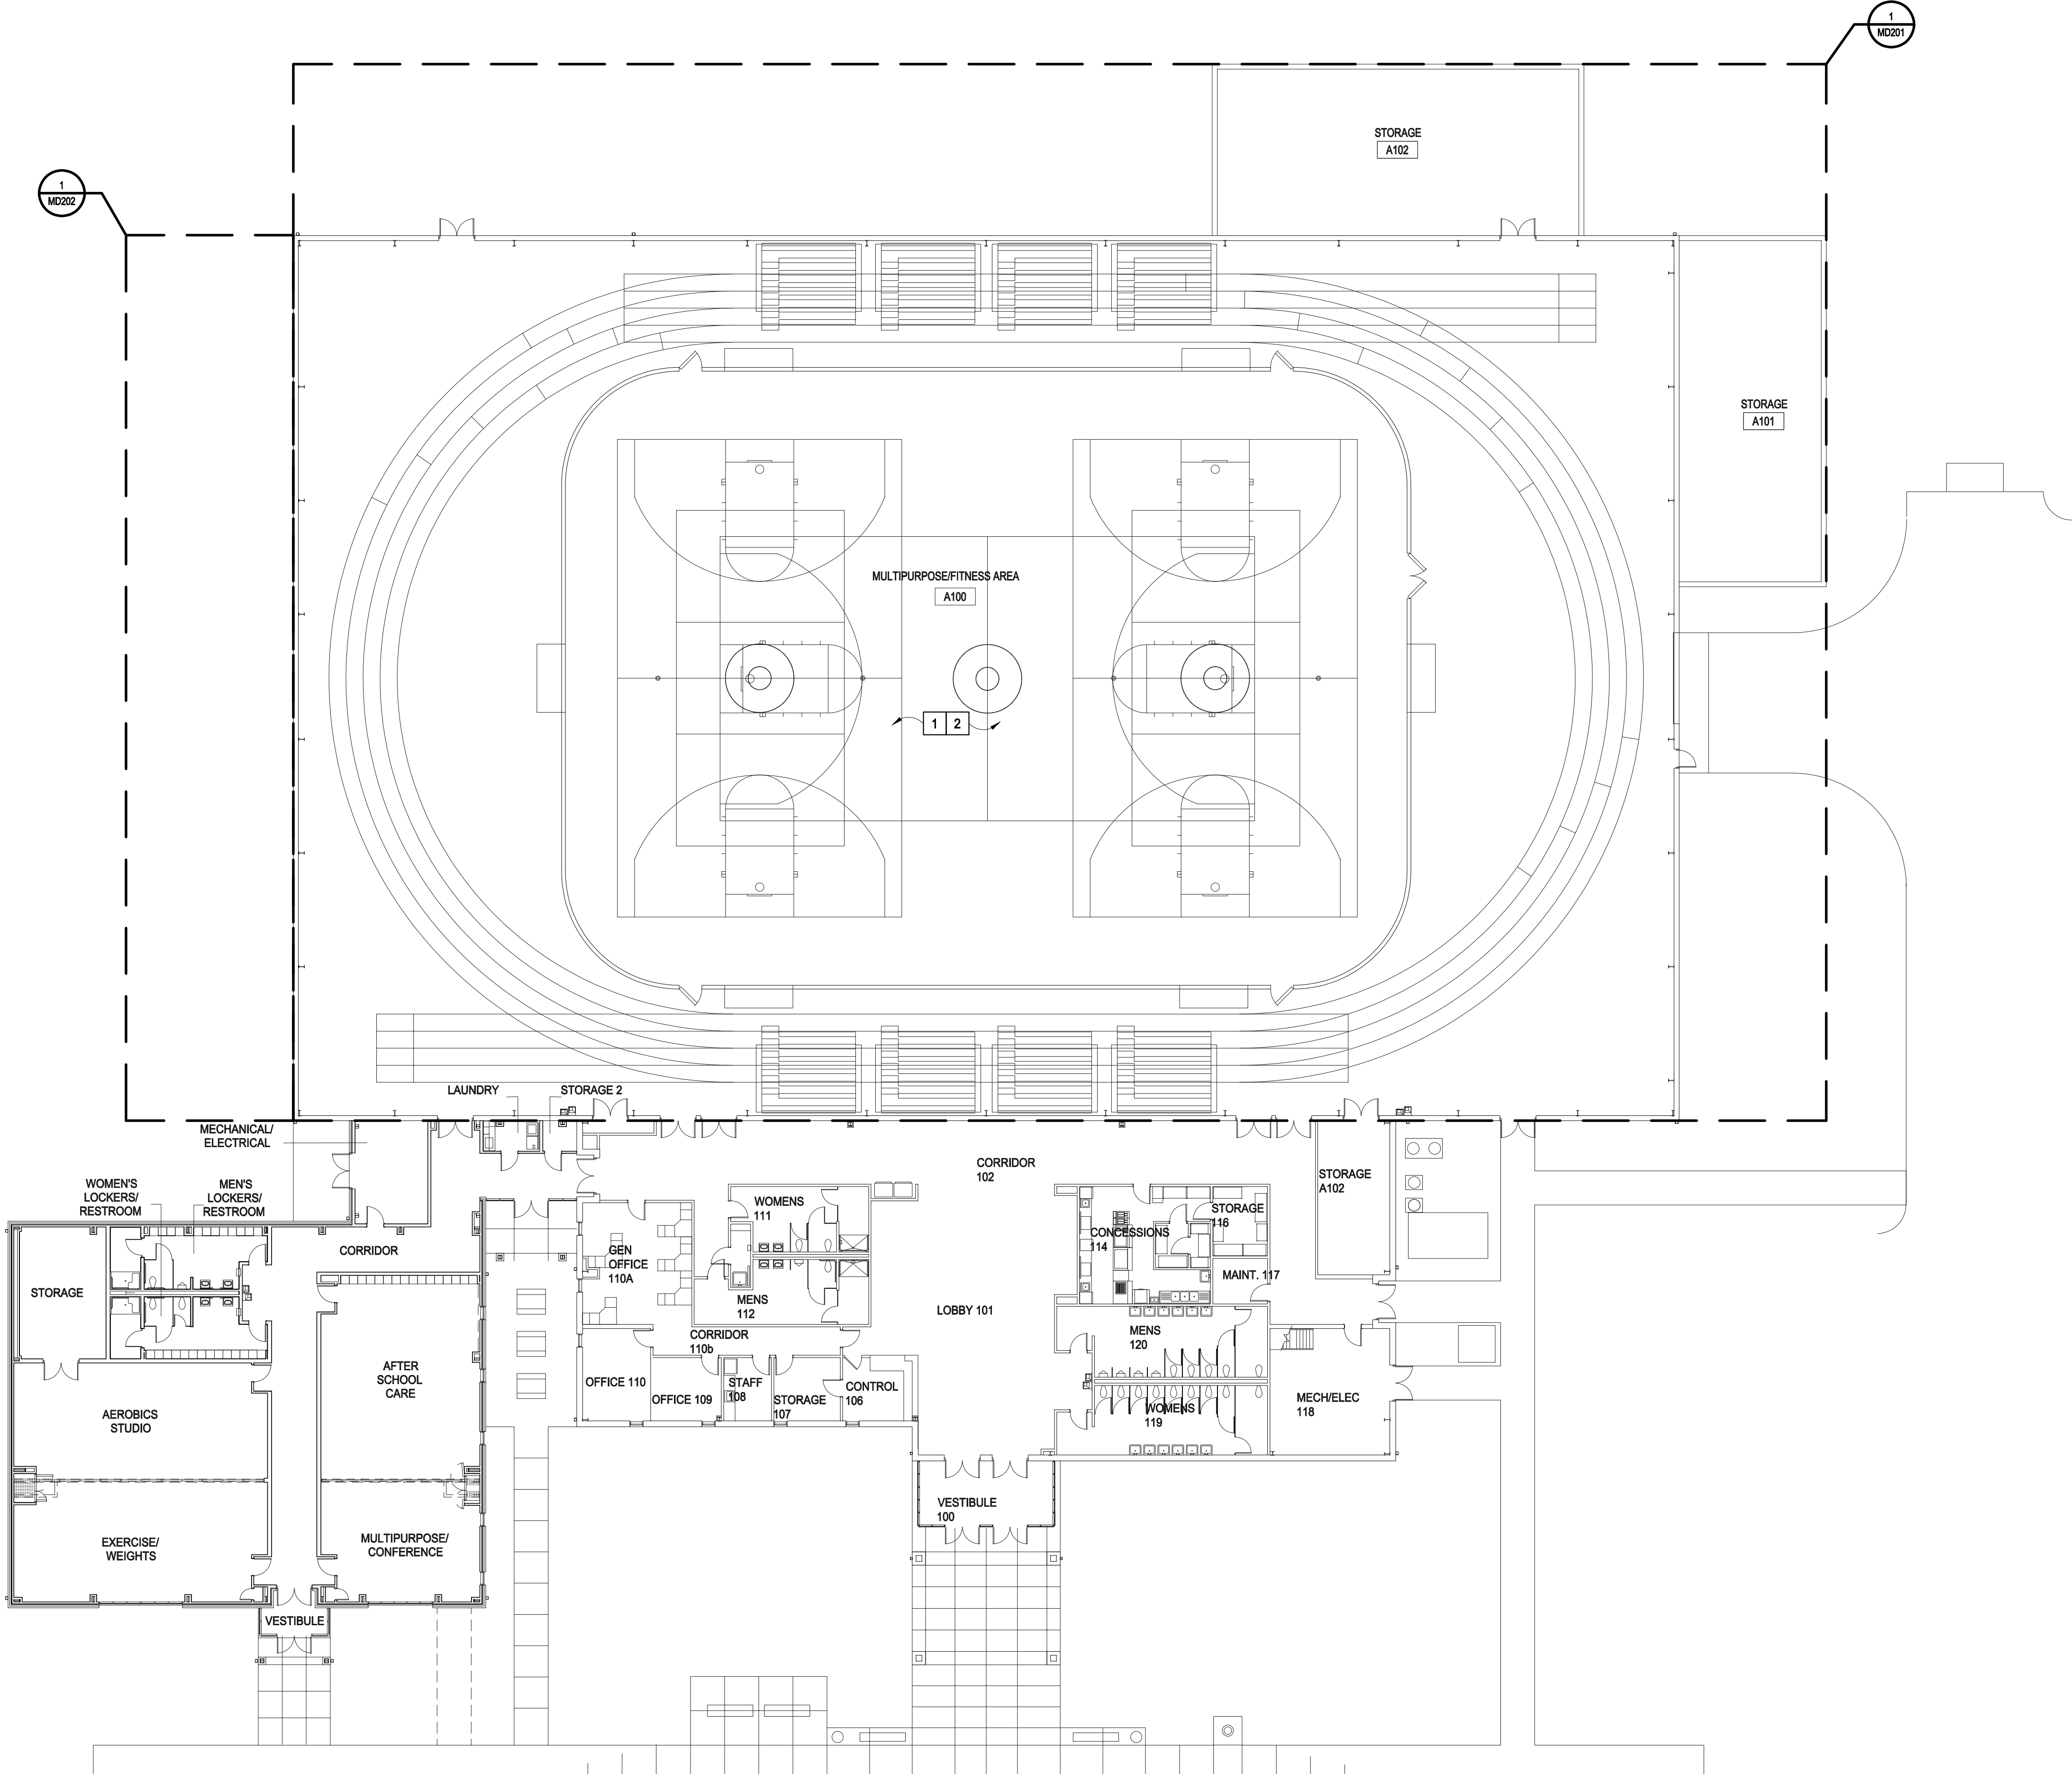 1
MD201
STORAGE
A102
1
MD202
STORAGE
A101
MULTIPURPOSE/FITNESS AREA
A100
1 2
LAUNDRY
STORAGE 2
MECHANICAL/
ELECTRICAL
WOMEN'S
LOCKERS/
RESTROOM
MEN'S
LOCKERS/
RESTROOM
CORRIDOR
102
STORAGE
A102
WOMENS
111
STORAGE
116
CONCESSIONS
114
CORRIDOR
GEN
OFFICE
110A
MAINT. 117
STORAGE
MENS
112
LOBBY 101
MENS
120
CORRIDOR
110b
AFTER
SCHOOL
CARE
OFFICE 110
OFFICE 109
STAFF
108
STORAGE
107
CONTROL
106
MECH/ELEC
118
WOMENS
119
AEROBICS
STUDIO
VESTIBULE
100
EXERCISE/
WEIGHTS
MULTIPURPOSE/
CONFERENCE
VESTIBULE